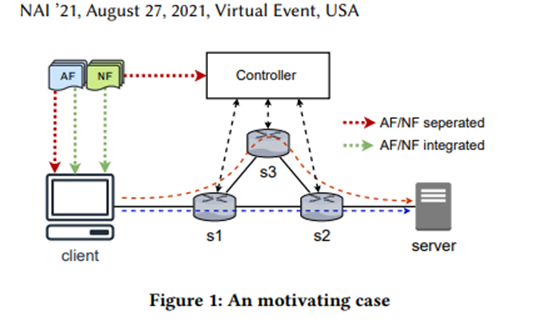 NAI '21, August 27, 2021, Virtual Event, USA
AF NF
Controller
AF/NF seperated
AF/NF integrated
s3
s1
s2
client
server
Figure 1: An motivating case